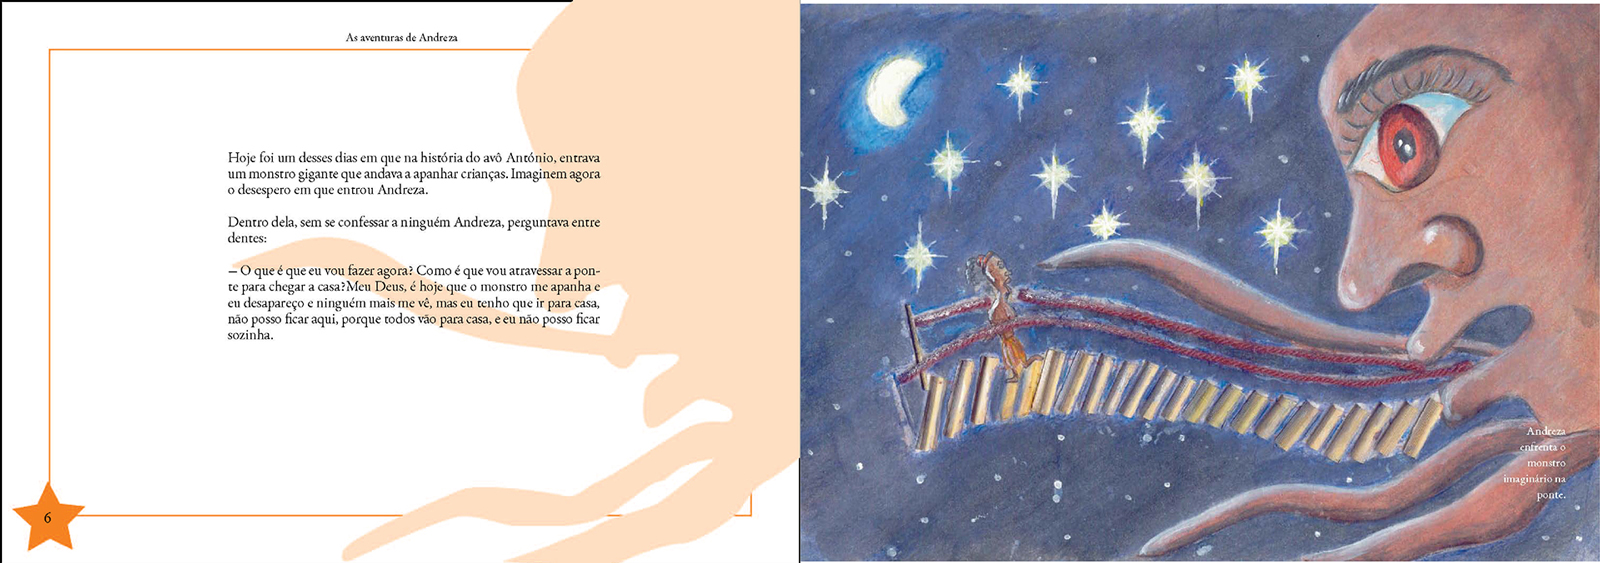 As aventuras de Andreza
Hoje foi um desses dias em que na história do avô António, entrava
um monstro gigante que andava a apanhar crianças. Imaginem agora
o desespero em que entrou Andreza.
Dentro dela, sem se confessar a ninguém Andreza, perguntava entre
dentes:
– O que é que eu vou fazer agora? Como é que vou atravessar a pon-
te para chegar a casa?Meu Deus, é hoje que o monstro me apanha e
eu desapareço e ninguém mais me vê, mas eu tenho que ir para casa,
não posso ficar aqui, porque todos vão para casa, e eu não posso ficar
sozinha.
6
Andreza
enfrenta o
monstro
imaginário na
ponte.